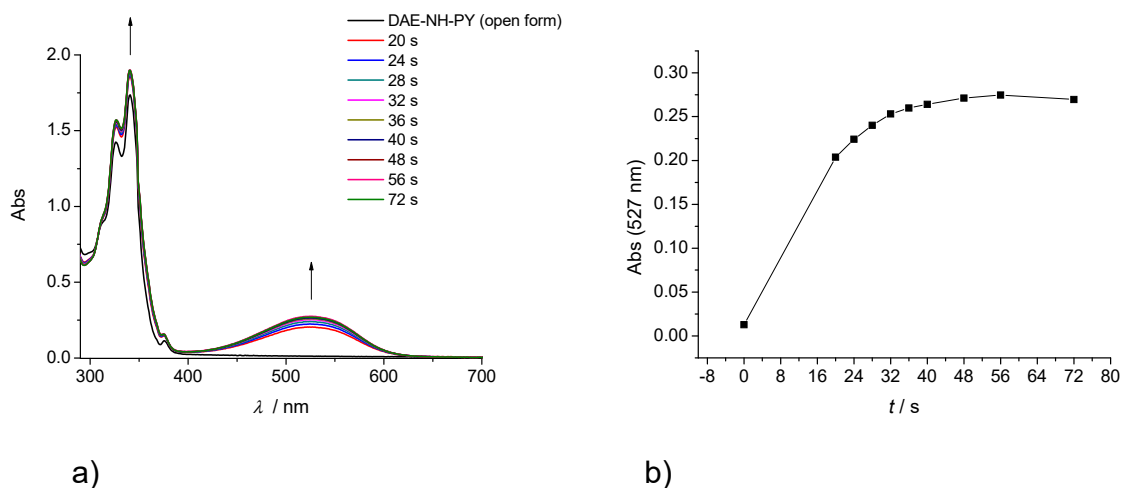 DAE-NH-PY (open form)
20 s
24 s
28 s
32 s
36 s
40 s
48 s
56 s
72 s
2.0
1.5
1.0
0.5
0.0
Abs
300 400 500 600 700
λ / nm
a)
0.30
0.25
0.20
0.15
0.10
0.05
0.00
Abs (527 nm)
-8 0 8 16 24 32 40 48 56 64 72 80
t / s
b)